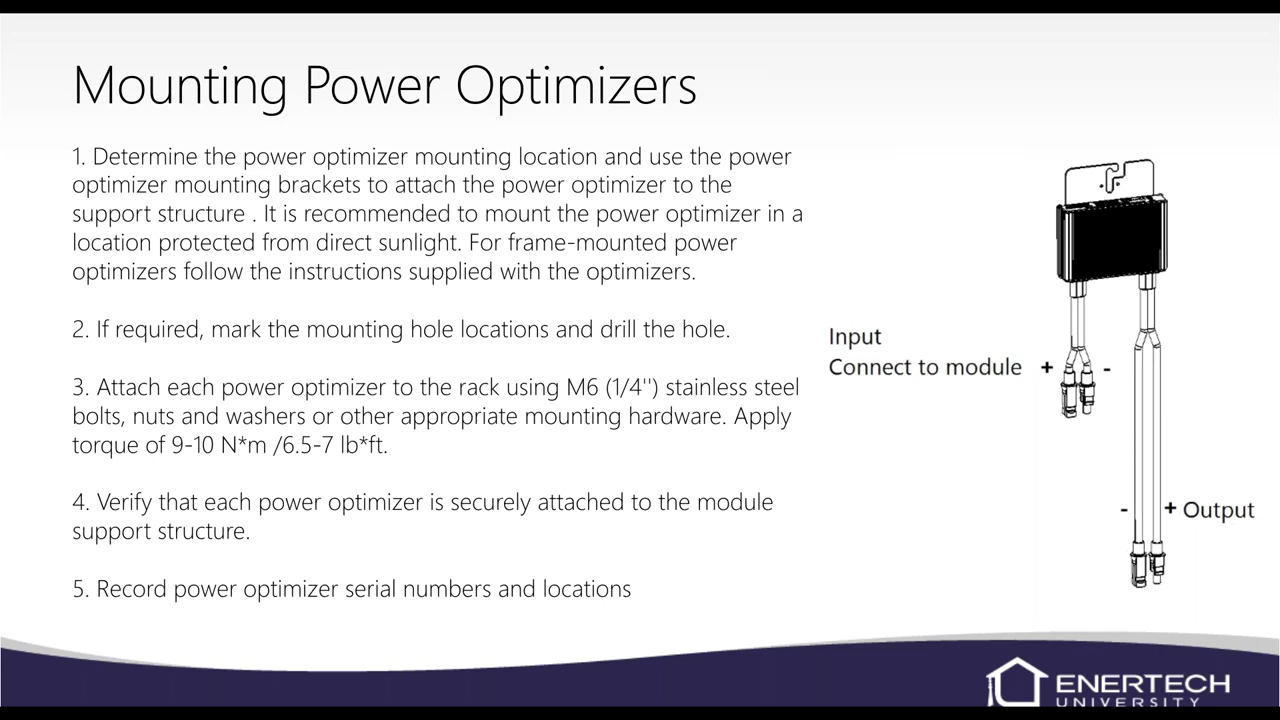 Mounting Power Optimizers
1. Determine the power optimizer mounting location and use the power
optimizer mounting brackets to attach the power optimizer to the
support structure . It is recommended to mount the power optimizer in a
location protected from direct sunlight. For frame-mounted power
optimizers follow the instructions supplied with the optimizers.
2. If required, mark the mounting hole locations and drill the hole.
3. Attach each power optimizer to the rack using M6 (1/4'') stainless steel
bolts, nuts and washers or other appropriate mounting hardware. Apply
torque of 9-10 N*m /6.5-7 lb*ft.
4. Verify that each power optimizer is securely attached to the module
support structure.
5. Record power optimizer serial numbers and locations
Input
Connect to module + -
- + Output
ENERTECH
UNIVERSITY